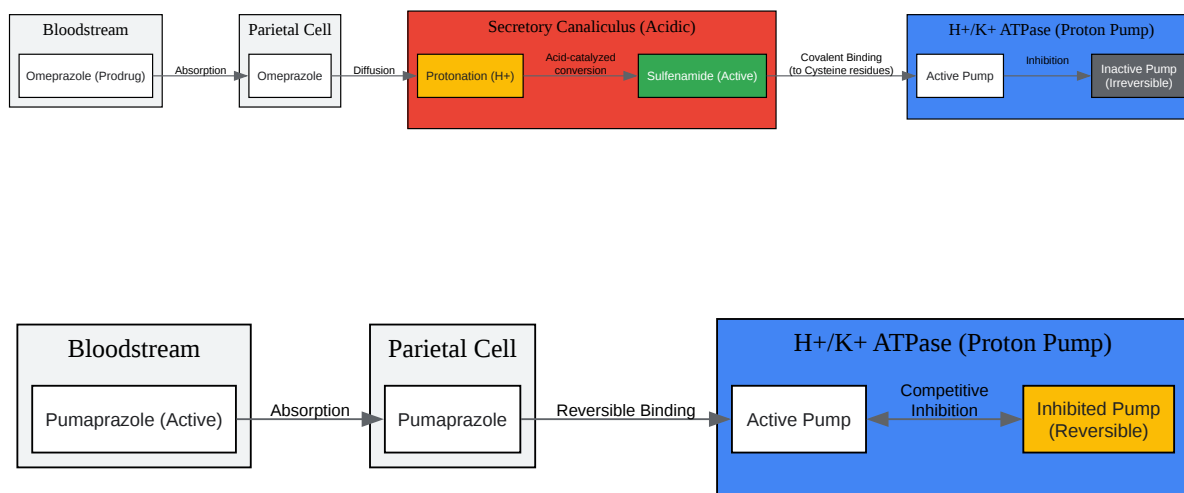 Bloodstream
Omeprazole (Prodrug)
Absorption
Parietal Cell
Omeprazole
Diffusion
Secretory Canaliculus (Acidic)
Protonation (H+)
Acid-catalyzed
conversion
Sulfenamide (Active)
Covalent Binding
(to Cysteine residues)
H+/K+ ATPase (Proton Pump)
Active Pump
Inhibition
Inactive Pump
(Irreversible)
Bloodstream
Pumaprazole (Active)
Absorption
Parietal Cell
Pumaprazole
Reversible Binding
H+/K+ ATPase (Proton Pump)
Active Pump
Competitive
Inhibition
Inhibited Pump
(Reversible)